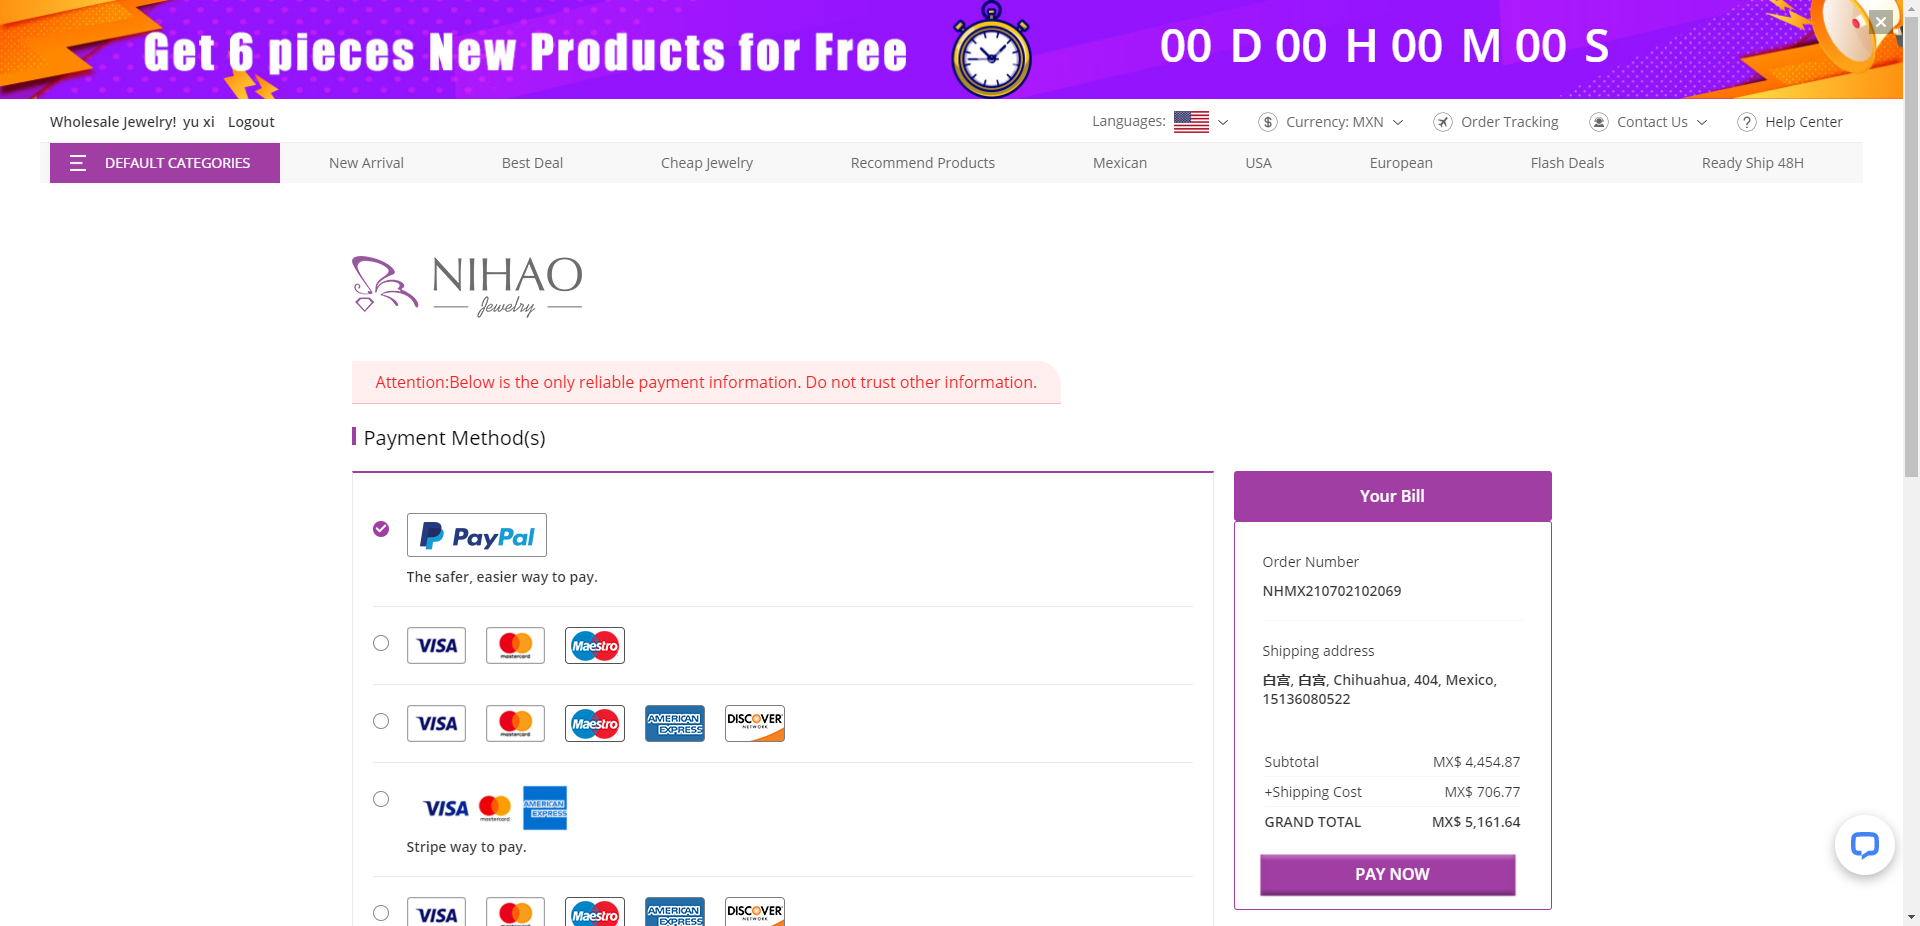 Get 6 pieces New Products for Free
00 D 00 H 00 M 00 S
Wholesale Jewelry! yu xi Logout
Languages:
Currency: MXN
Order Tracking
Contact Us
Help Center
DEFAULT CATEGORIES
New Arrival
Best Deal
Cheap Jewelry
Recommend Products
Mexican
USA
European
Flash Deals
Ready Ship 48H
NIHAO
Jewelry
Attention:Below is the only reliable payment information. Do not trust other information.
Payment Method(s)
PayPal
The safer, easier way to pay.
VISA mastercard Maestro
VISA mastercard Maestro AMERICAN EXPRESS DISCOVER NETWORK
VISA mastercard AMERICAN EXPRESS
Stripe way to pay.
VISA Maestro AMERICAN EXPRESS DISCOVER NETWORK
Your Bill
Order Number
NHMX210702102069
Shipping address
白宫, 白宫, Chihuahua, 404, Mexico,
15136080522
Subtotal MX$ 4,454.87
+Shipping Cost MX$ 706.77
GRAND TOTAL MX$ 5,161.64
PAY NOW